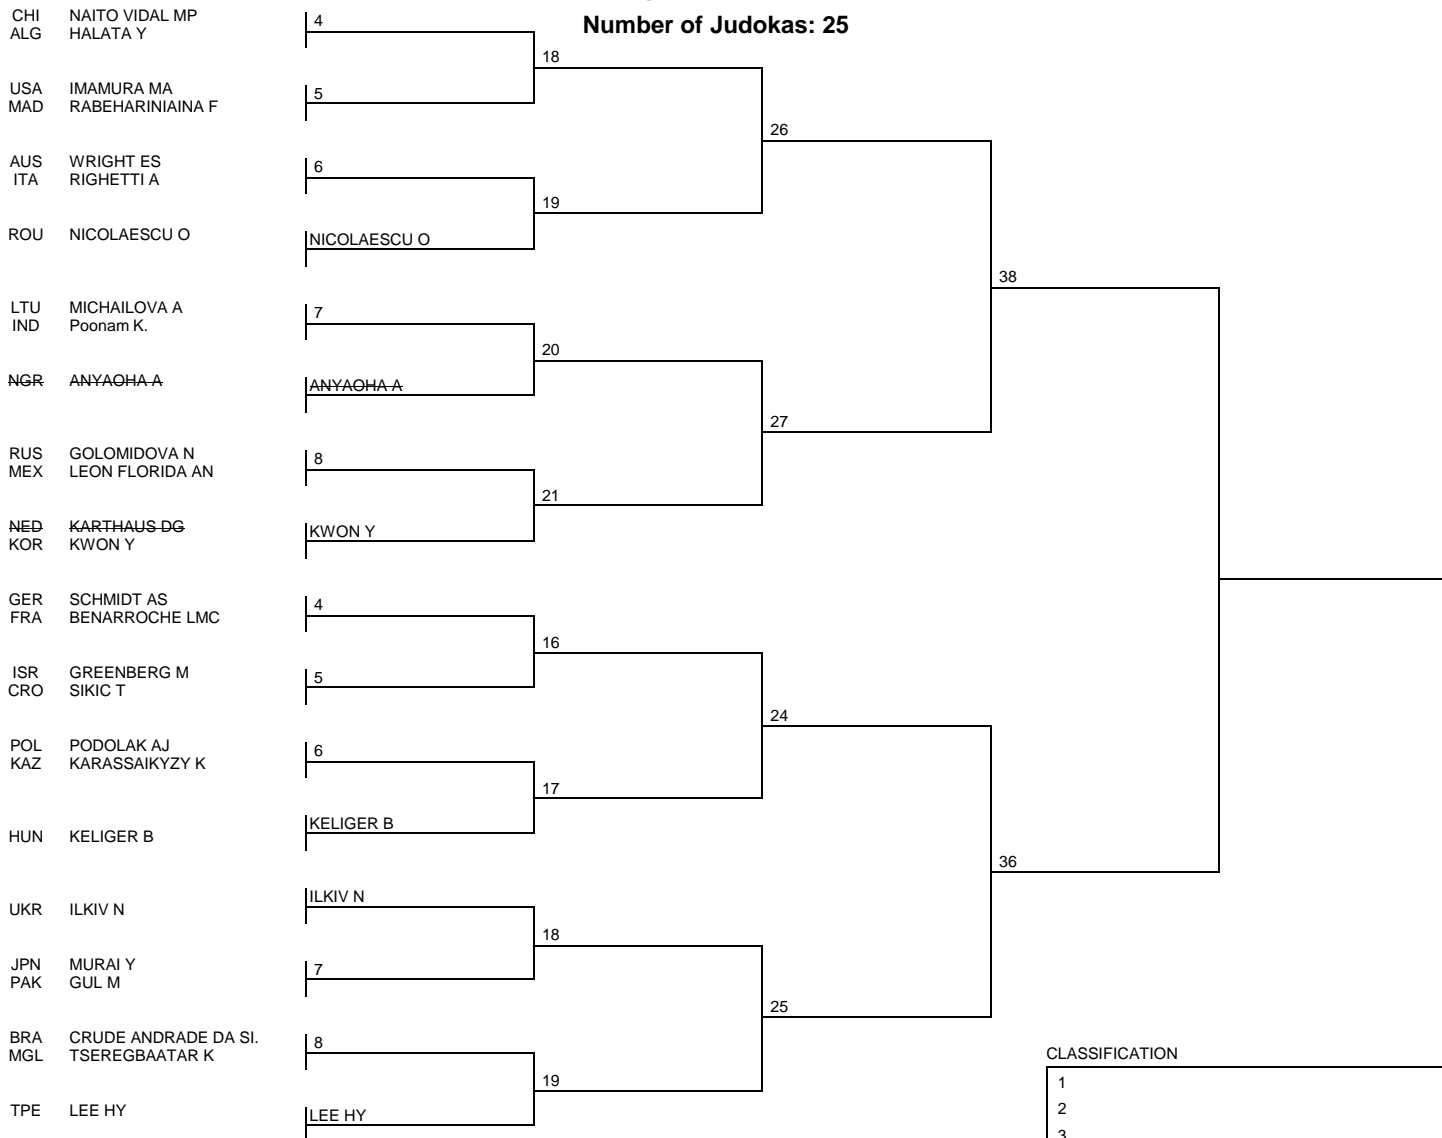 Number of Judokas: 25
CHI NAITO VIDAL MP
ALG HALATA Y
4
18
USA IMAMURA MA
MAD RABEHARINIAINA F
5
26
AUS WRIGHT ES
ITA RIGHETTI A
6
19
ROU NICOLAESCU O
NICOLAESCU O
38
LTU MICHAILOVA A
IND Poonam K.
7
20
NGR ANYAOHA A
ANYAOHA A
27
RUS GOLOMIDOVA N
MEX LEON FLORIDA AN
8
21
NED KARTHAUS DG
KOR KWON Y
KWON Y
GER SCHMIDT AS
FRA BENARROCHE LMC
4
16
ISR GREENBERG M
CRO SIKIC T
5
24
POL PODOLAK AJ
KAZ KARASSAIKYZY K
6
17
HUN KELIGER B
KELIGER B
36
UKR ILKIV N
ILKIV N
18
JPN MURAI Y
PAK GUL M
7
25
BRA CRUDE ANDRADE DA SI.
MGL TSEREGBAATAR K
8
19
TPE LEE HY
LEE HY
CLASSIFICATION
1
2
3